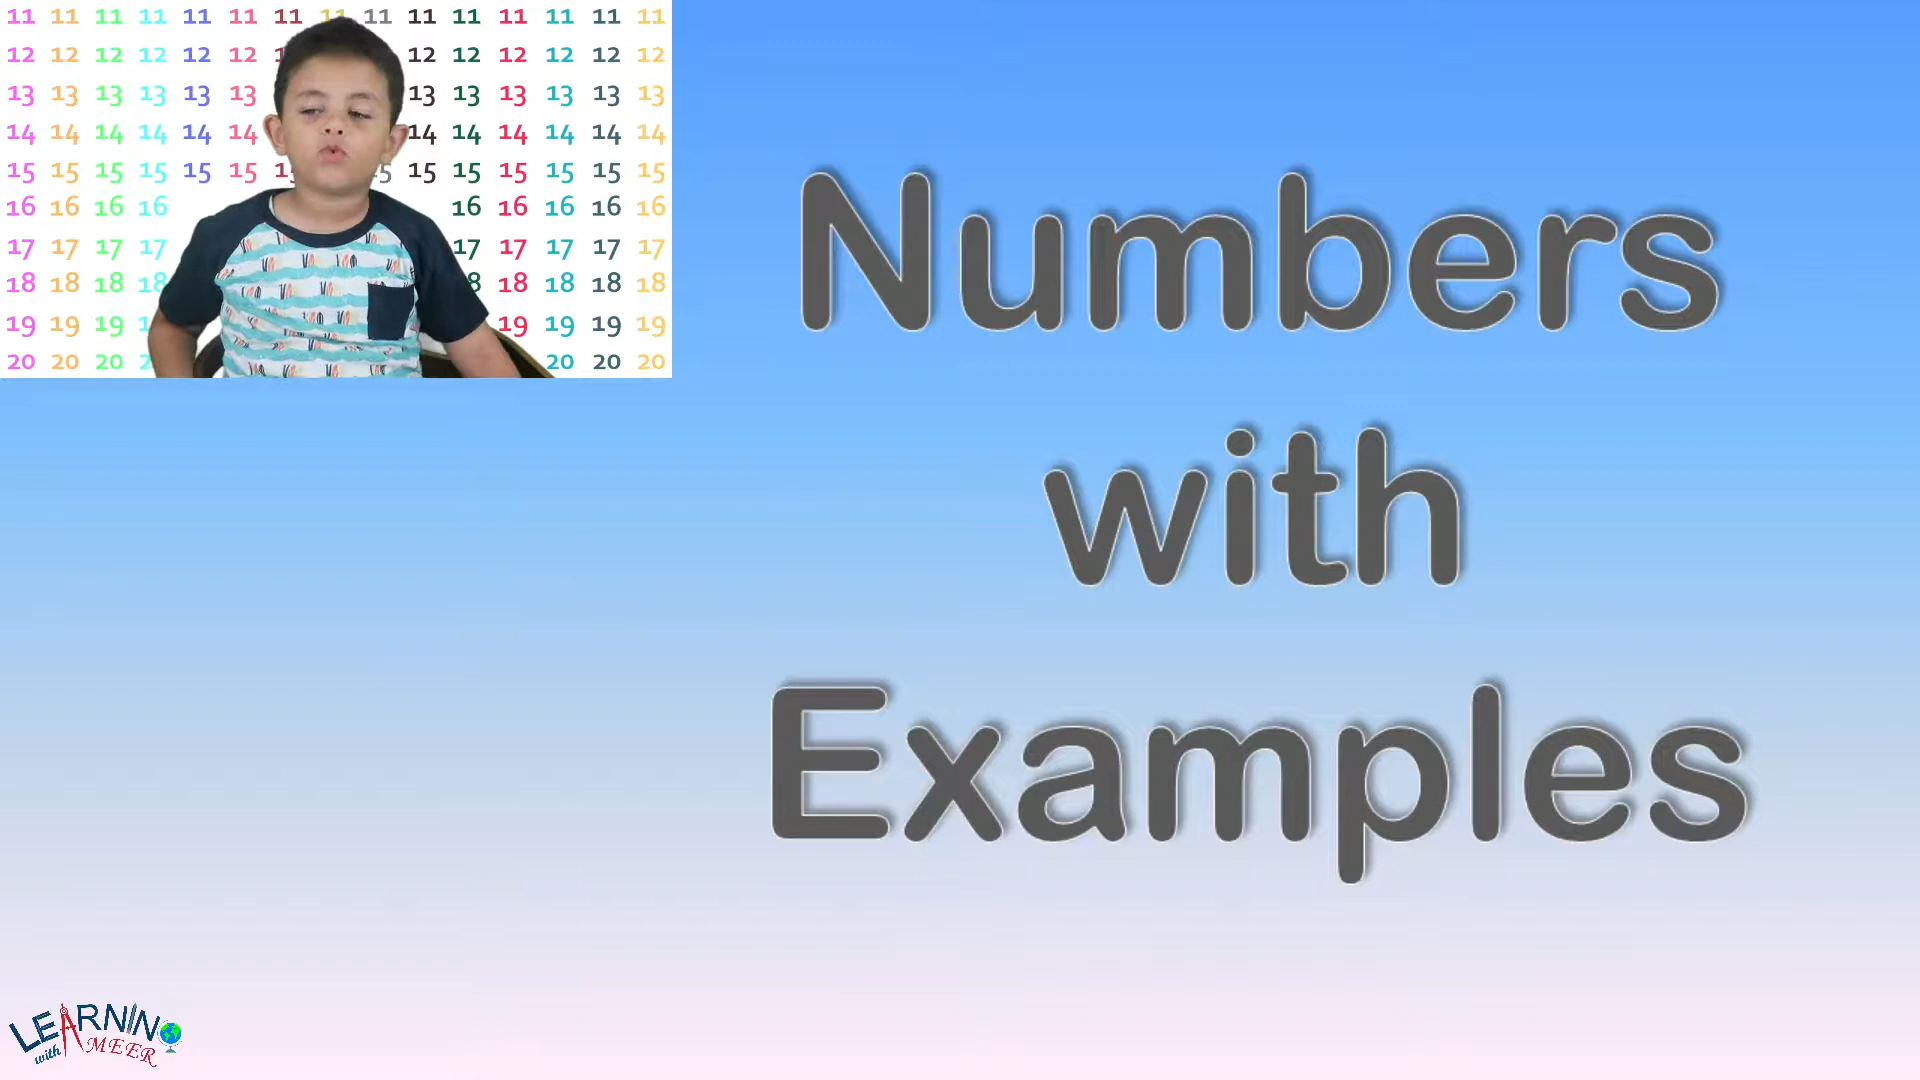 11 11 11 11 11 11 11 11 11 11 11 11 11 11 11
12 12 12 12 12 12 12 12 12 12 12 12
13 13 13 13 13 13 13 13 13 13 13 13
14 14 14 14 14 14 14 14 14 14 14 14
15 15 15 15 15 15 15 15 15 15 15 15 15
16 16 16 16 16 16 16 16 16
17 17 17 17 17 17 17 17 17
18 18 18 18 18 18 18 18
19 19 19 19 19 19 19
20 20 20 20 20 20
Numbers
with
Examples
LEARNING
with AMEER